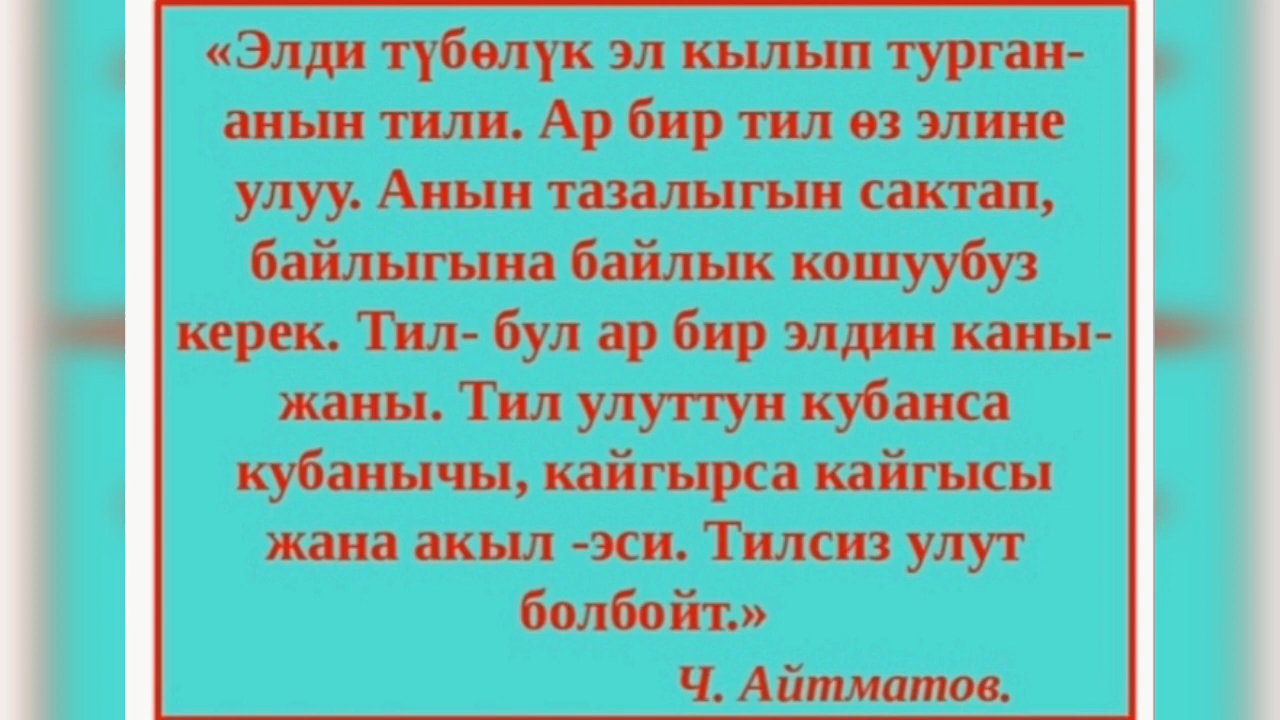 «Элди түбөлүк эл кылып турган-
анын тили. Ар бир тил өз элине
улуу. Анын тазалыгын сактап,
байлыгына байлык кошуубуз
керек. Тил- бул ар бир элдин каны-
жаны. Тил улуттун кубанса
кубанычы, кайгырса кайгысы
жана акыл -эси. Тилсиз улут
болбойт.»
Ч. Айтматов.